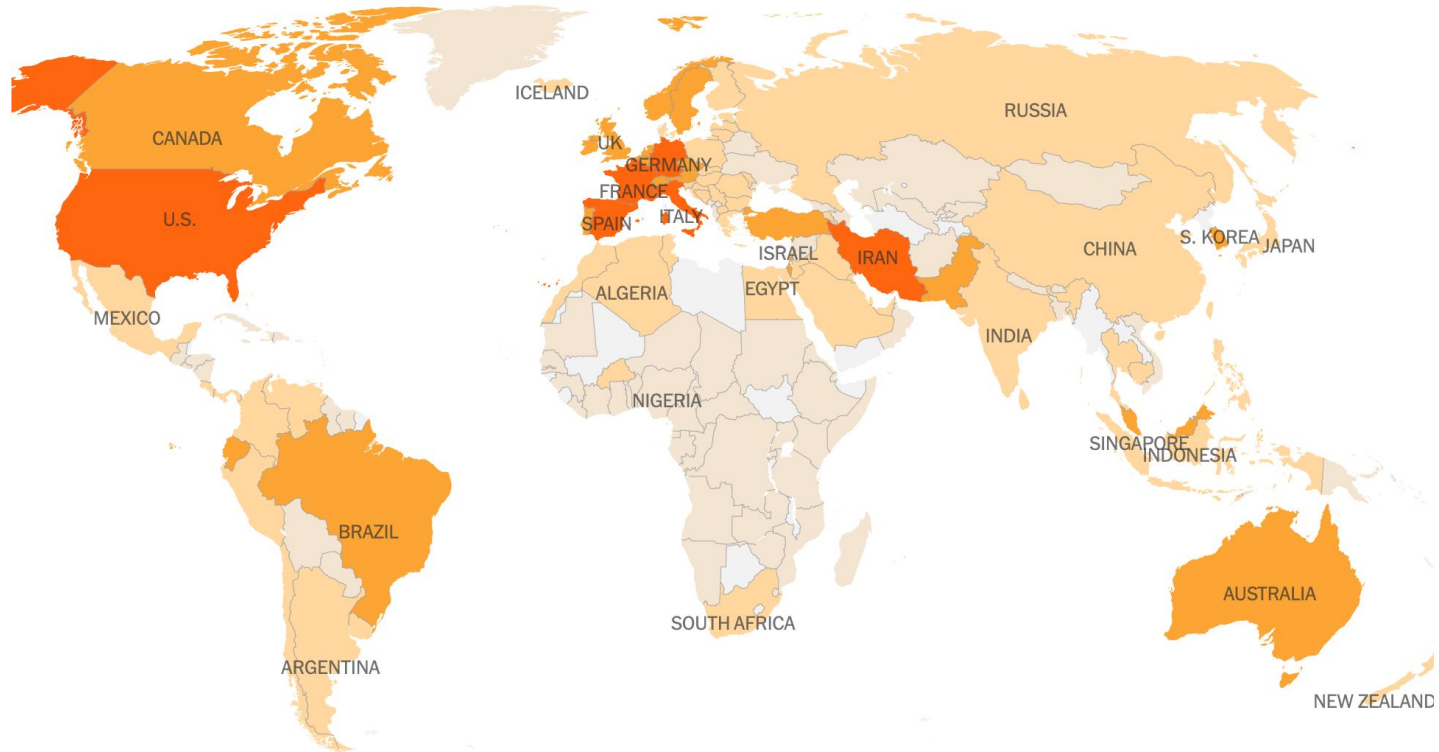 ICELAND
RUSSIA
CANADA
UK
GERMANY
FRANCE
U.S.
SPAIN
ITALY
S. KOREA
JAPAN
ISRAEL
IRAN
CHINA
ALGERIA
EGYPT
MEXICO
INDIA
NIGERIA
SINGAPORE
INDONESIA
BRAZIL
AUSTRALIA
SOUTH AFRICA
ARGENTINA
NEW ZEALAND